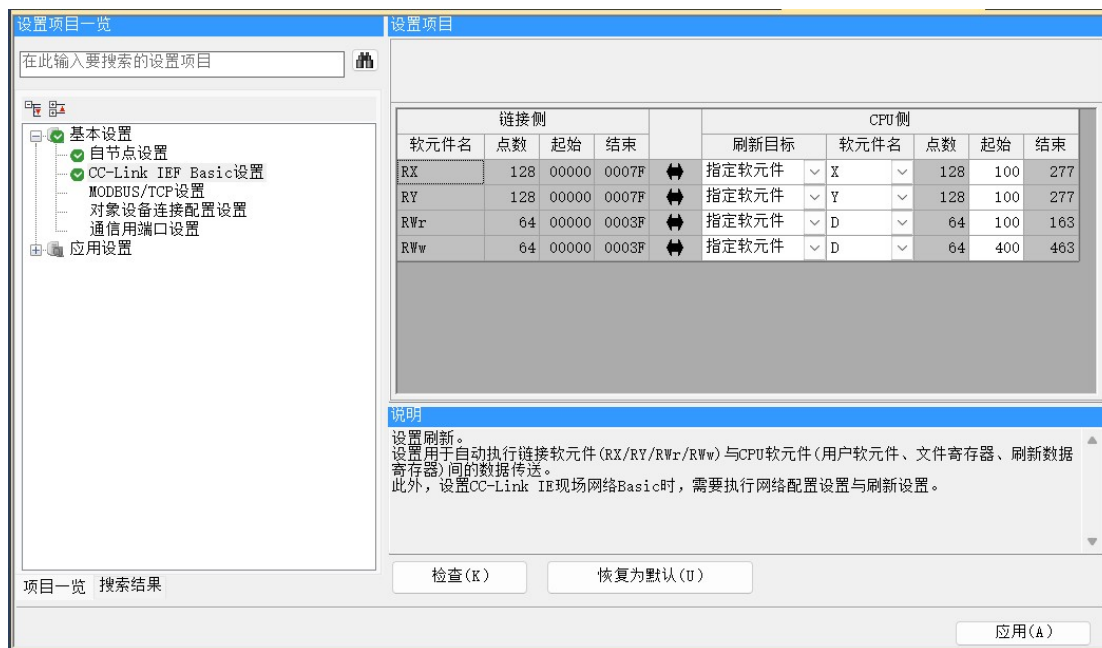 设置项目一览
在此输入要搜索的设置项目
基本设置
自节点设置
CC-Link IEF Basic设置
MODBUS/TCP设置
对象设备连接配置设置
通信用端口设置
应用设置
项目一览 搜索结果
设置项目
链接侧 CPU侧
软元件名 点数 起始 结束 刷新目标 软元件名 点数 起始 结束
RX 128 00000 0007F 指定软元件 X 128 100 277
RY 128 00000 0007F 指定软元件 Y 128 100 277
RWr 64 00000 0003F 指定软元件 D 64 100 163
RWw 64 00000 0003F 指定软元件 D 64 400 463
说明
设置刷新。
设置用于自动执行链接软元件(RX/RY/RWr/RWw)与CPU软元件(用户软元件、文件寄存器、刷新数据
寄存器)间的数据传送。
此外，设置CC-Link IE现场网络Basic时，需要执行网络配置设置与刷新设置。
检查(K) 恢复为默认(U)
应用(A)